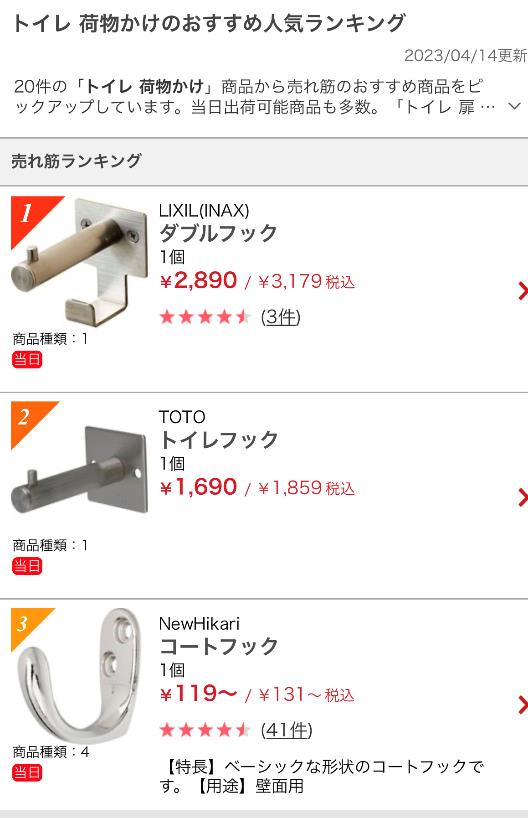 トイレ 荷物かけのおすすめ人気ランキング
2023/04/14更新
20件の「トイレ 荷物かけ」商品から売れ筋のおすすめ商品をピ
ックアップしています。当日出荷可能商品も多数。「トイレ 扉 …
売れ筋ランキング
1
LIXIL(INAX)
ダブルフック
1個
¥2,890 / ¥3,179税込
(3件)
商品種類：1
当日
2
TOTO
トイレフック
1個
¥1,690 / ¥1,859税込
商品種類：1
当日
3
NewHikari
コートフック
1個
¥119〜 / ¥131〜税込
(41件)
商品種類：4
当日
【特長】ベーシックな形状のコートフックで
す。【用途】壁面用